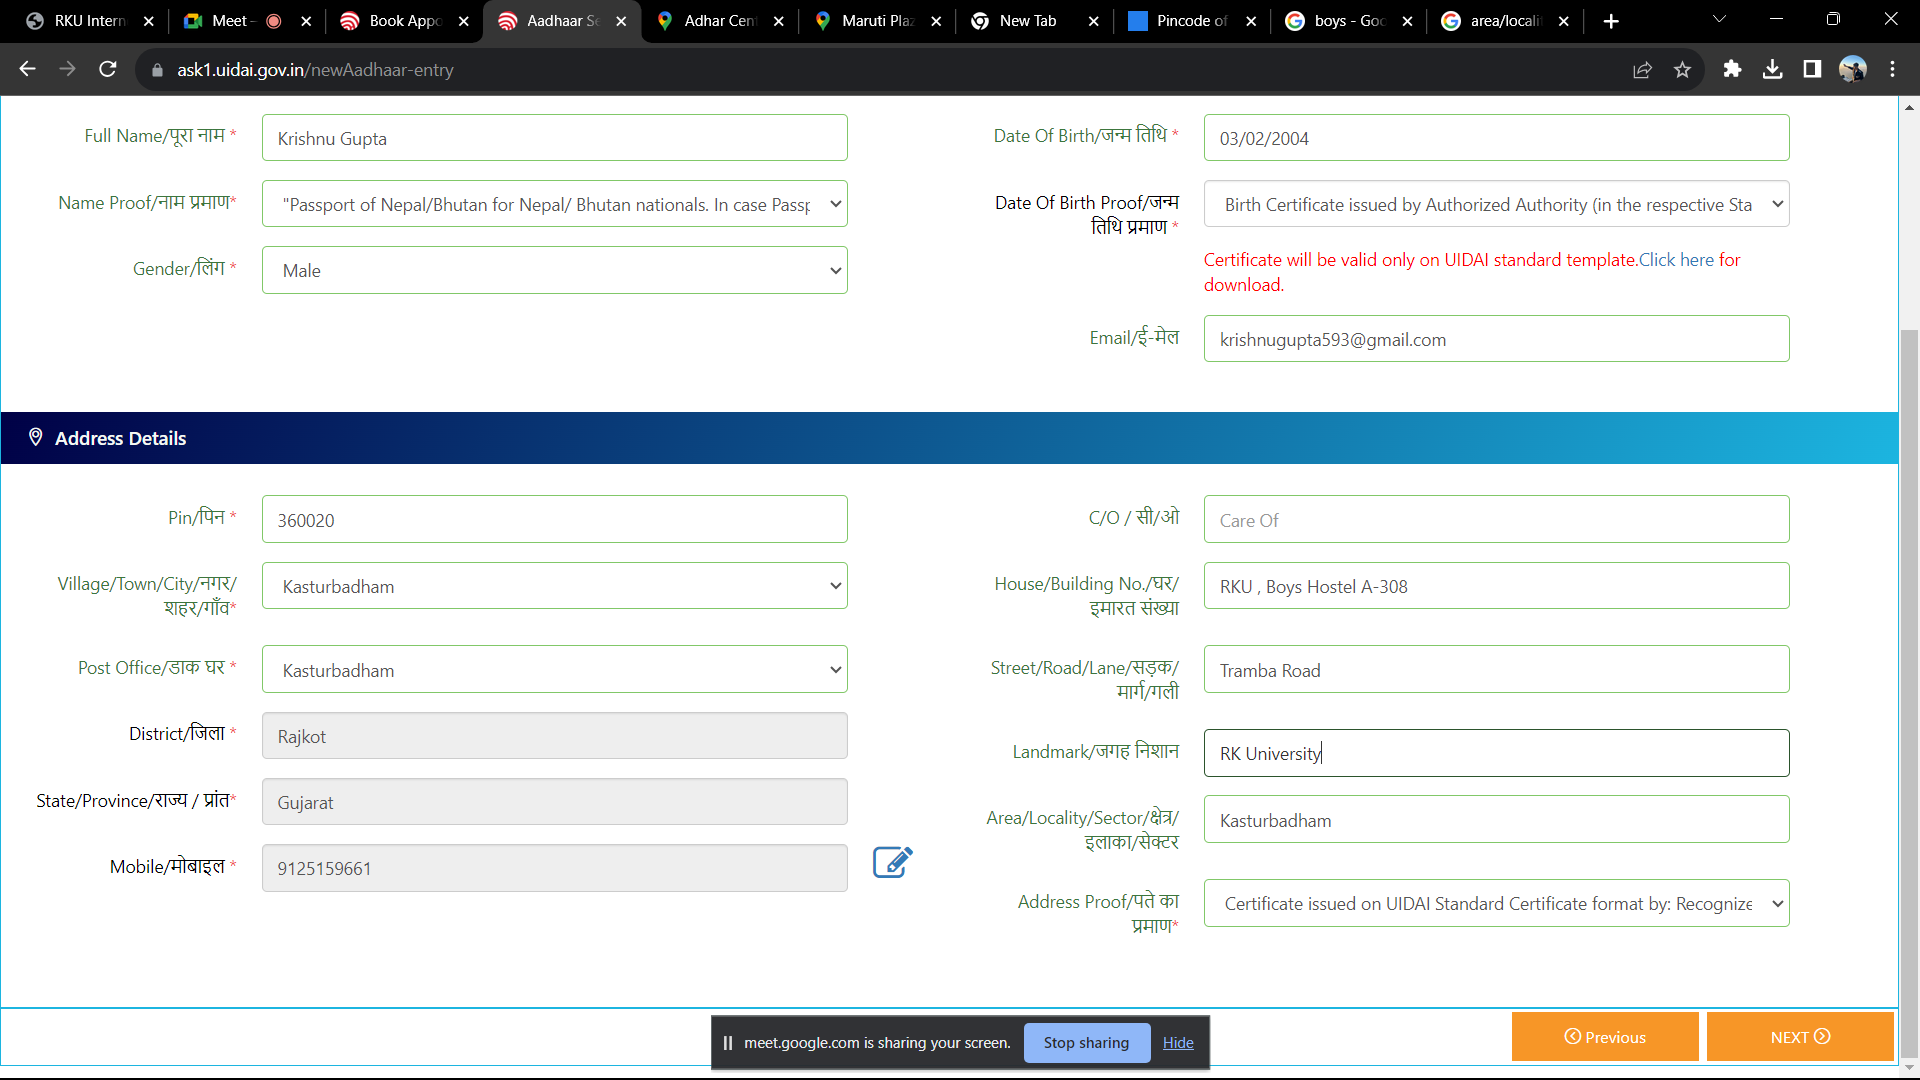 RKU Intern
Meet -
Book Appo
Aadhaar Se
Adhar Cent
Maruti Plaz
New Tab
Pincode of
boys - Goo
area/localit
ask1.uidai.gov.in/newAadhaar-entry
Full Name/पूरा नाम *
Krishnu Gupta
Date Of Birth/जन्म तिथि *
03/02/2004
Name Proof/नाम प्रमाण*
"Passport of Nepal/Bhutan for Nepal/ Bhutan nationals. In case Passp
Date Of Birth Proof/जन्म
तिथि प्रमाण *
Birth Certificate issued by Authorized Authority (in the respective Sta
Gender/लिंग *
Male
Certificate will be valid only on UIDAI standard template.Click here for
download.
Email/ई-मेल
krishnugupta593@gmail.com
Address Details
Pin/पिन *
360020
C/O / सी/ओ
Care Of
Village/Town/City/नगर/
शहर/गाँव*
Kasturbadham
House/Building No./घर/
इमारत संख्या
RKU , Boys Hostel A-308
Post Office/डाक घर *
Kasturbadham
Street/Road/Lane/सड़क/
मार्ग/गली
Tramba Road
District/जिला *
Rajkot
Landmark/जगह निशान
RK University
State/Province/राज्य / प्रांत*
Gujarat
Area/Locality/Sector/क्षेत्र/
इलाका/सेक्टर
Kasturbadham
Mobile/मोबाइल *
9125159661
Address Proof/पते का
प्रमाण*
Certificate issued on UIDAI Standard Certificate format by: Recognize
meet.google.com is sharing your screen.
Stop sharing
Hide
Previous
NEXT